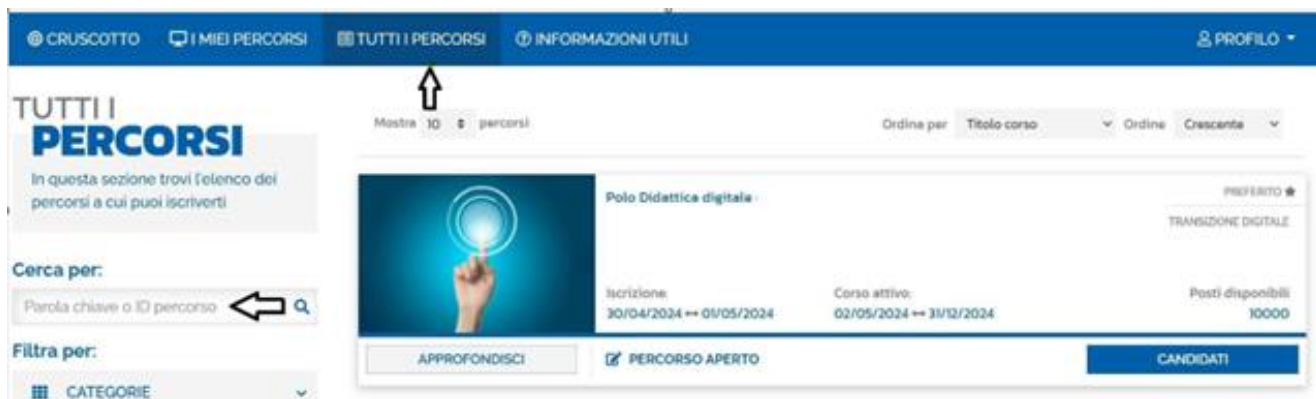 CRUSCOTTO I MIEI PERCORSI TUTTI I PERCORSI INFORMAZIONI UTILI PROFILO
TUTTI I
PERCORSI
In questa sezione trovi l'elenco dei
percorsi a cui puoi iscriverti
Cerca per:
Parola chiave o ID percorso
Filtra per:
CATEGORIE
Mostra 10 percorsi
Ordina per Titolo corso Ordine Crescente
Polo Didattica digitale
PREFERITO
TRANSIZIONE DIGITALE
Iscrizione: Corso attivo: Posti disponibili
30/04/2024 ↔ 01/05/2024 02/05/2024 ↔ 31/12/2024 10000
APPROFONDISCI PERCORSO APERTO CANDIDATI